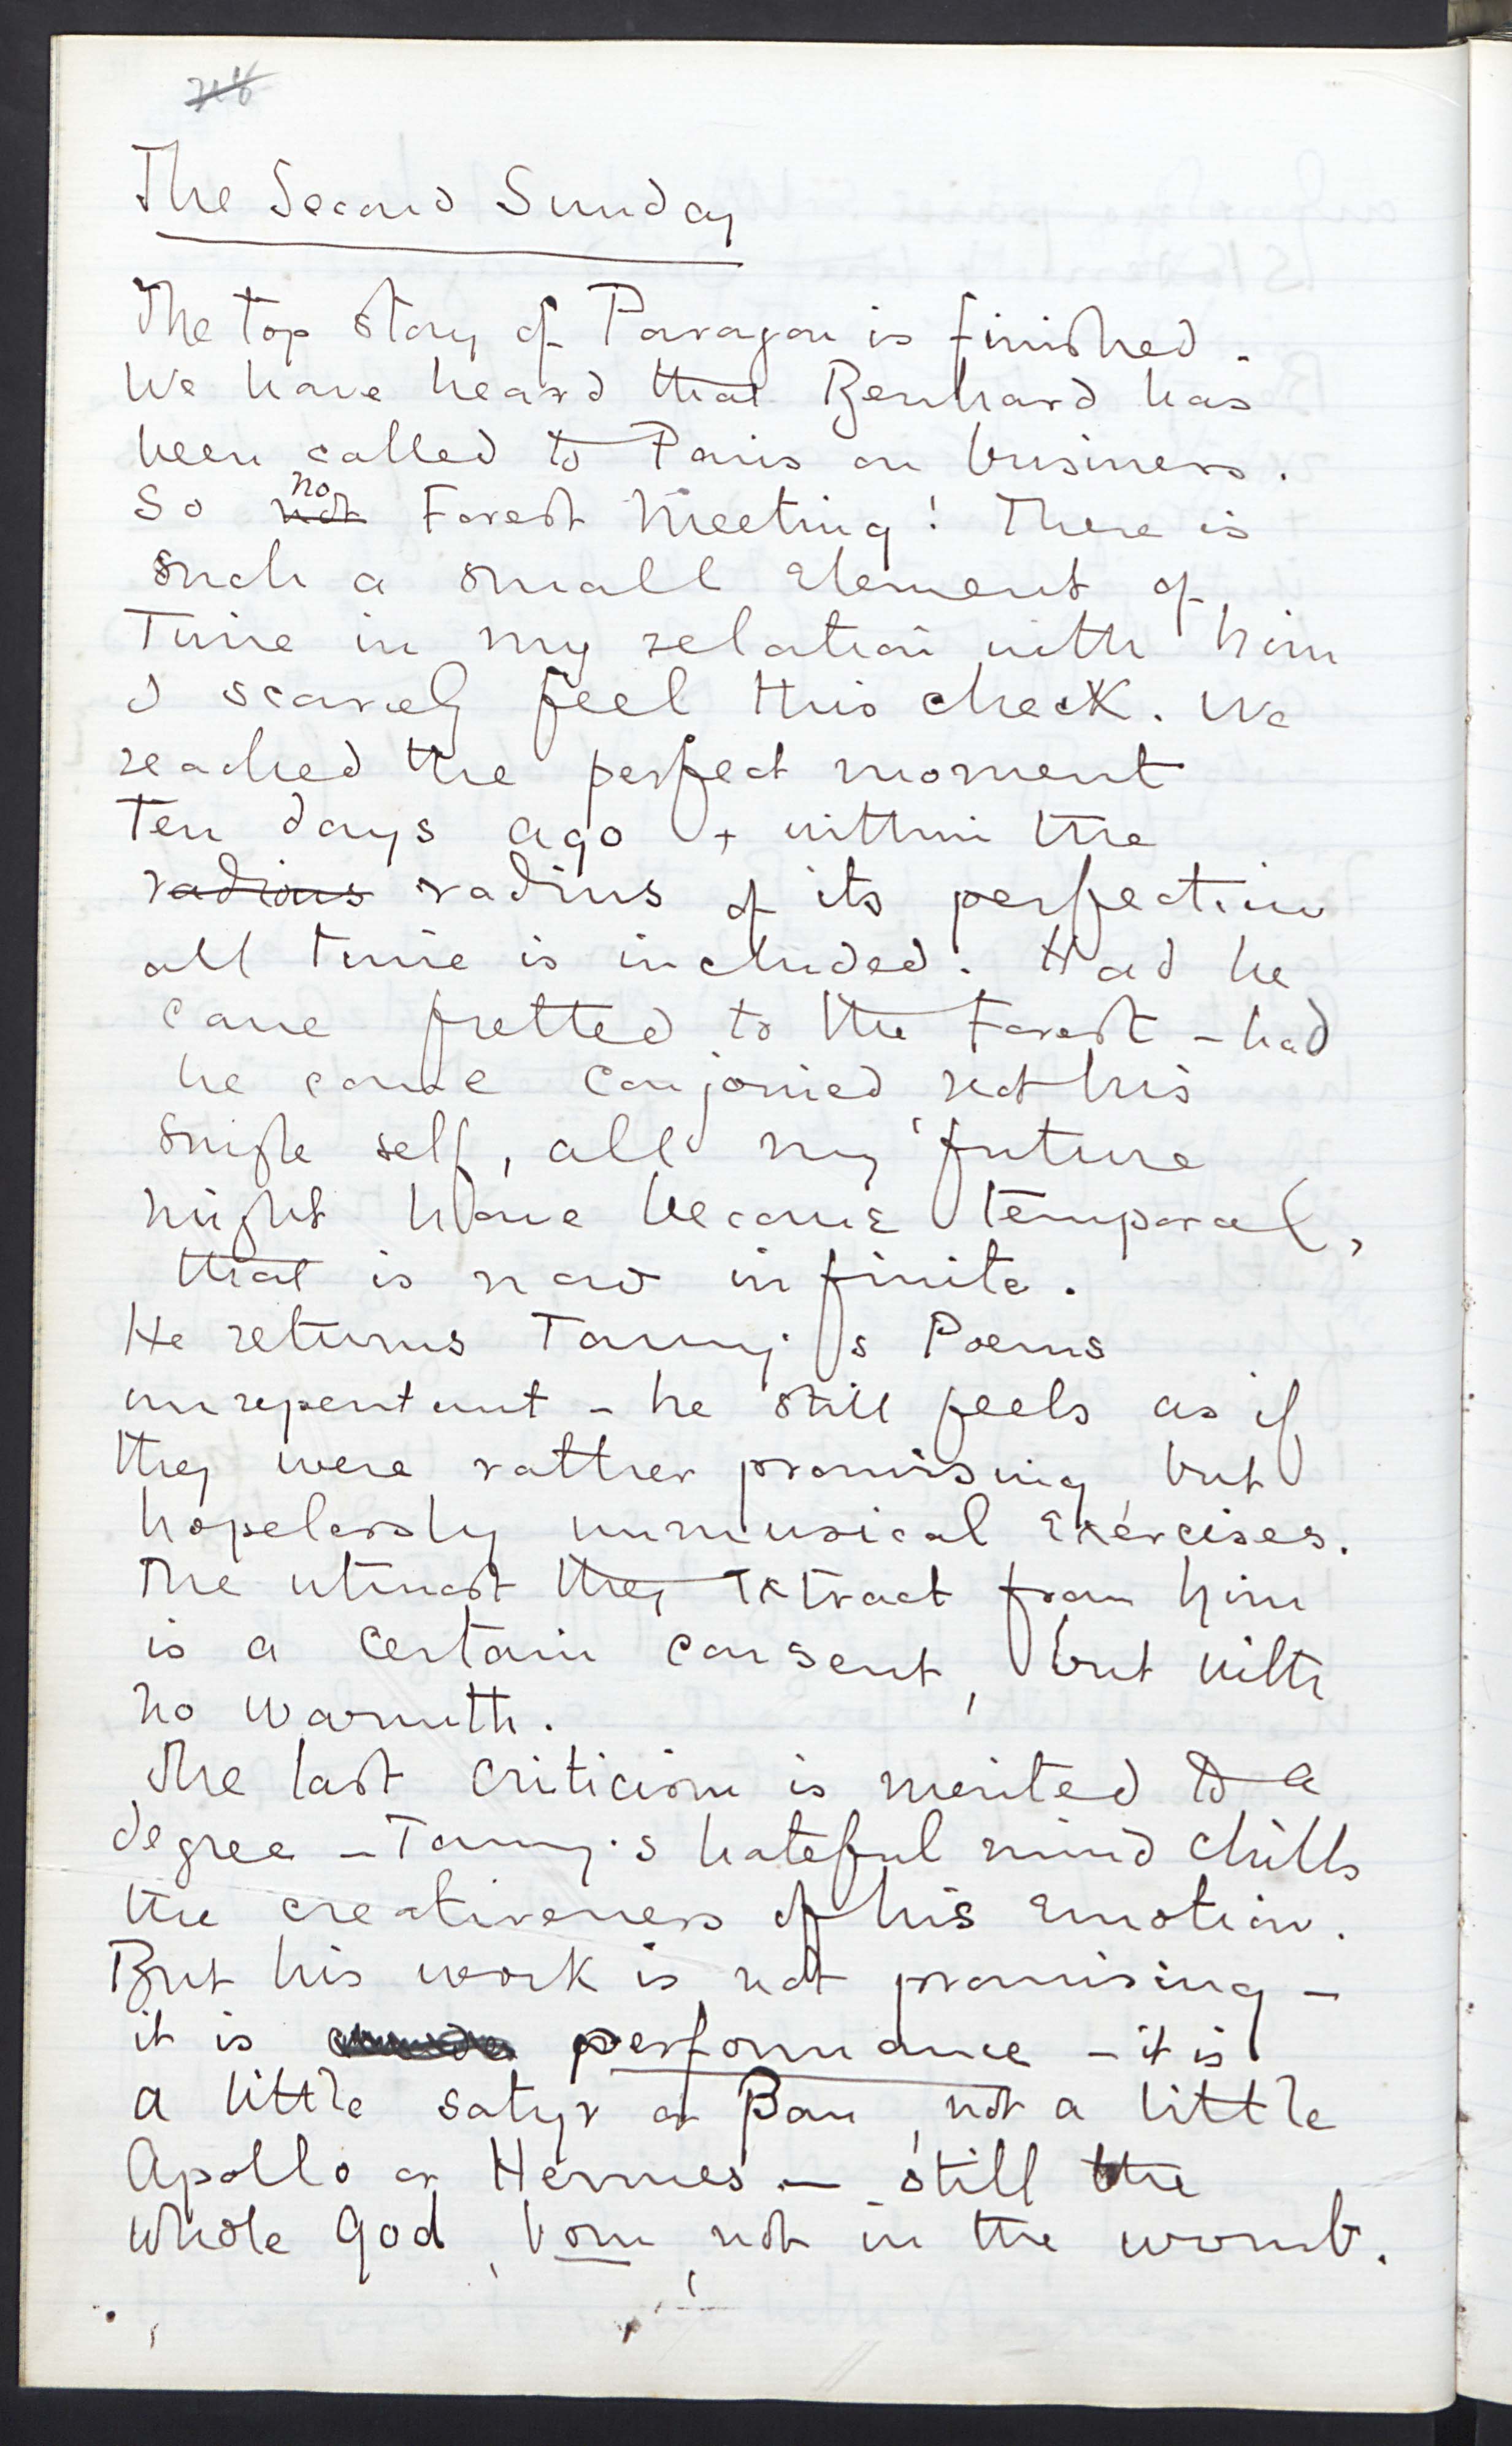 The Second Sunday
The top story of Paragon is finished.
We have heard that Bernhard has
been called to Paris on business.
So not no Forest Meeting! There is
such a small element of
Time in my relation with him
I scarcely feel this check. We
reached the perfect moment
Ten days ago + within the
radious radius of its perfection
all time is included. Had he
came fretted to the Forest – had
he come conjoined not his
single self, all my future
might have become temporal,
that is now infinite.
He returns Tommy's Poems
unrepentant – he still feels as if
they were rather promising but
hopelessly unmusical exercises.
The utmost they extract from him
is a certain consent, but with
no warmth.
The last criticism is merited to a
degree – Tommy's hateful mind chills
the creativeness of his emotion.
But his work is not promising –
it is performance – it is
a little satyr or Pan, not a little
Apollo or Hermes – still the
whole god, born, not in the womb.